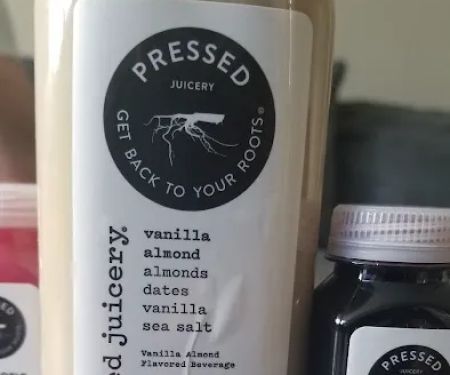 PRESSED
JUICERY
GET BACK TO YOUR ROOTS®
ed juicery.
vanilla
almond
almonds
dates
vanilla
sea salt
Vanilla Almond
Flavored Beverage
PRESSED
PRESSED
JUICERY